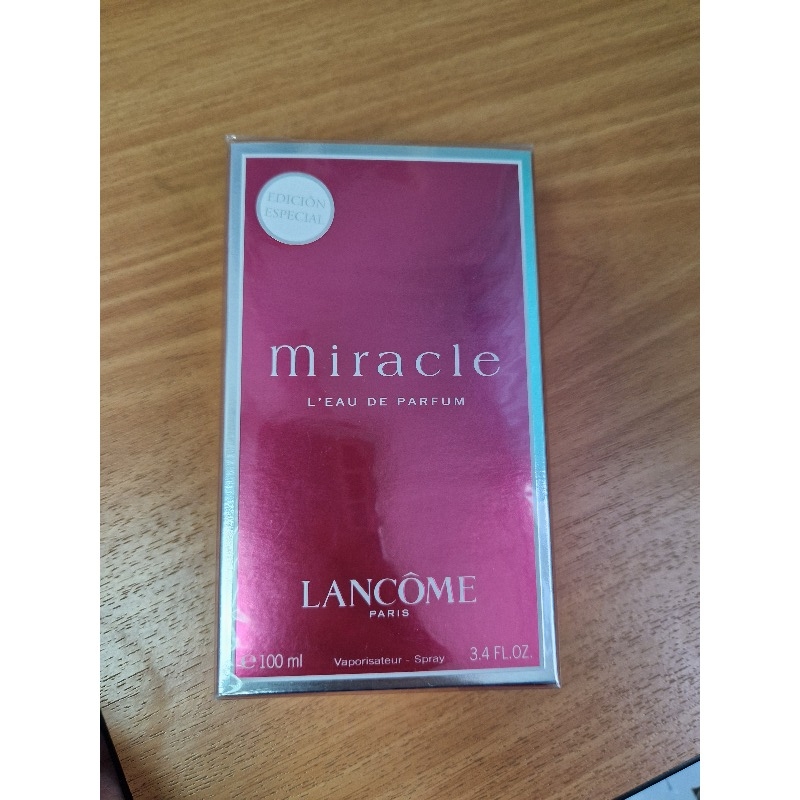 EDICIÓN
ESPECIAL
miracle
L'EAU DE PARFUM
LANCÔME
PARIS
e 100 ml Vaporisateur - Spray 3.4 FL.OZ.